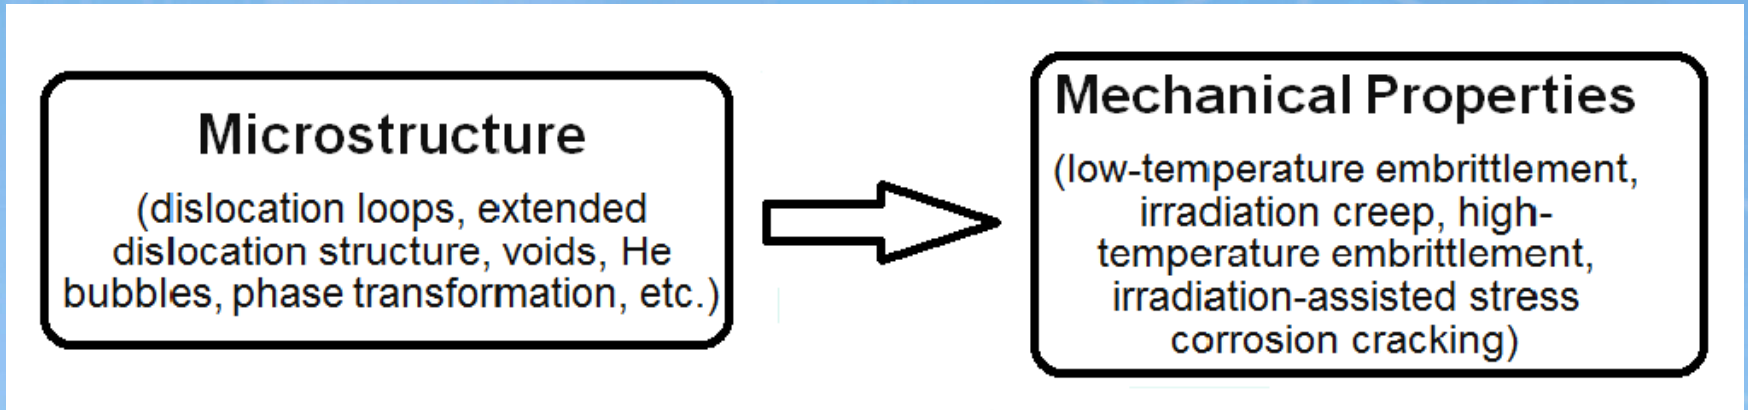 Microstructure
(dislocation loops, extended
dislocation structure, voids, He
bubbles, phase transformation, etc.)
Mechanical Properties
(low-temperature embrittlement,
irradiation creep, high-
temperature embrittlement,
irradiation-assisted stress
corrosion cracking)